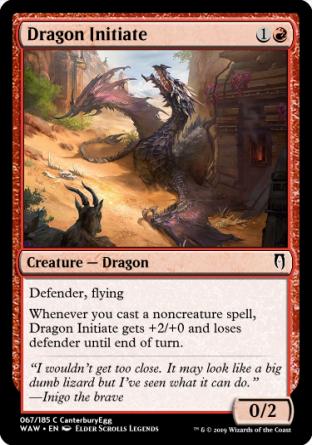 Dragon Initiate 1
Creature — Dragon
Defender, flying
Whenever you cast a noncreature spell,
Dragon Initiate gets +2/+0 and loses
defender until end of turn.
"I wouldn't get too close. It may look like a big
dumb lizard but I've seen what it can do."
—Inigo the brave
0/2
067/185 C CanterburyEgg
WAW • EN ELDER SCROLLS LEGENDS
™ & © 2019 Wizards of the Coast